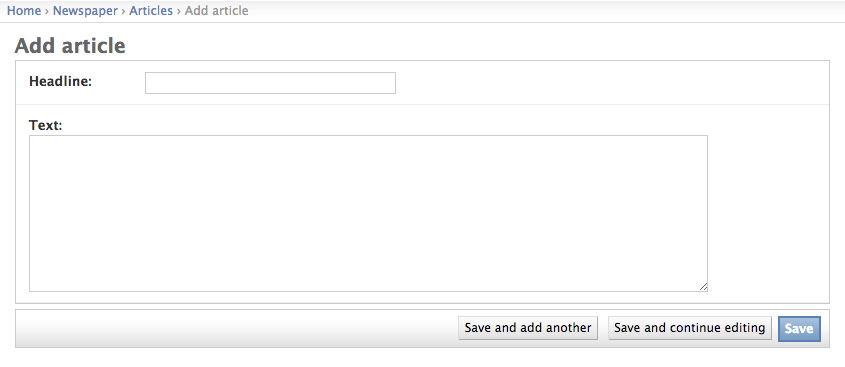 Home › Newspaper › Articles › Add article
Add article
Headline:
Text:
Save and add another Save and continue editing Save